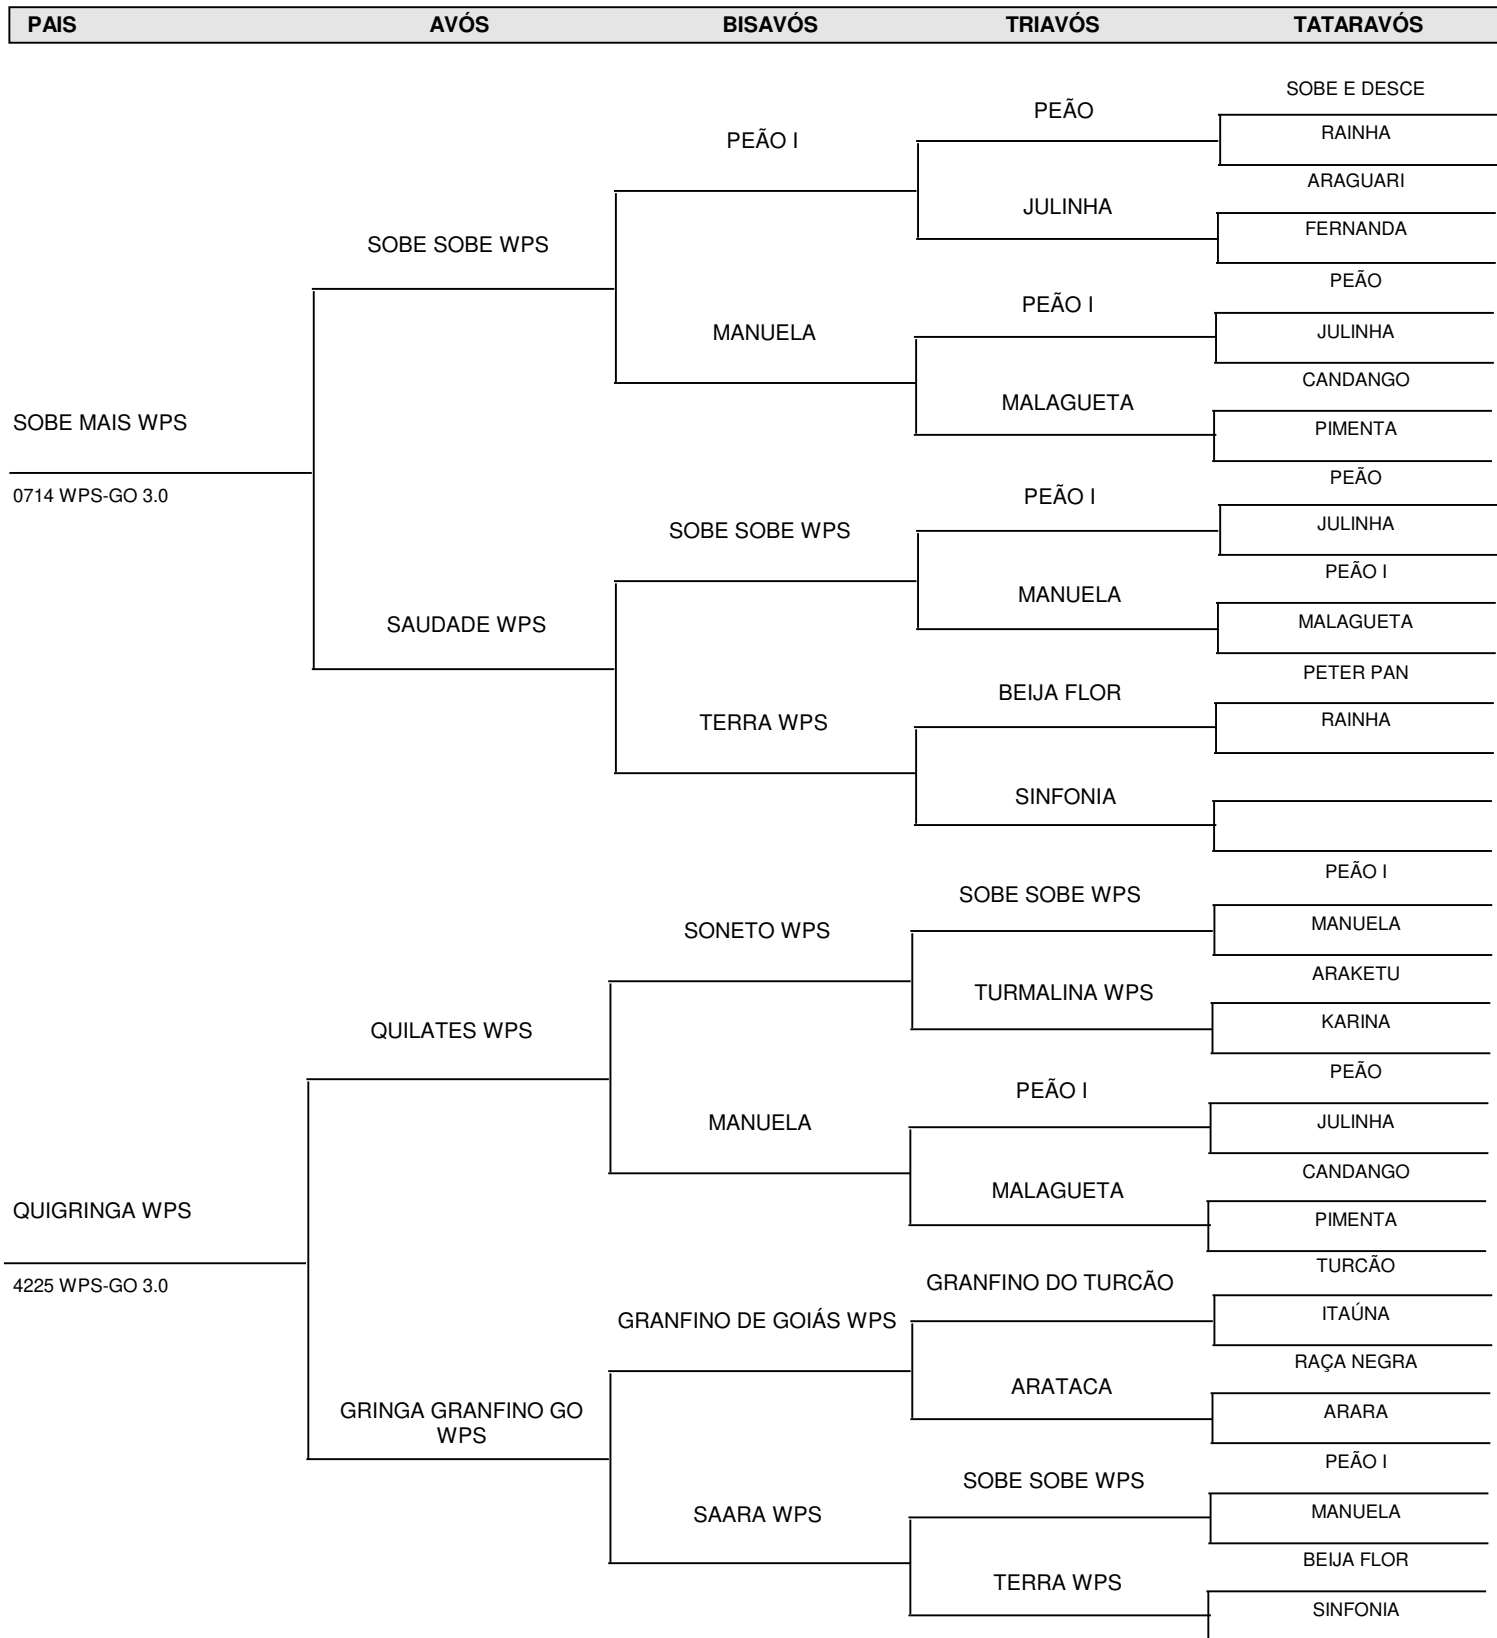 PAIS AVÓS BISAVÓS TRIAVÓS TATARAVÓS
SOBE E DESCE
PEÃO
RAINHA
PEÃO I
ARAGUARI
JULINHA
FERNANDA
SOBE SOBE WPS
PEÃO
PEÃO I
JULINHA
MANUELA
CANDANGO
MALAGUETA
SOBE MAIS WPS
PIMENTA
PEÃO
0714 WPS-GO 3.0
PEÃO I
JULINHA
SOBE SOBE WPS
PEÃO I
MANUELA
MALAGUETA
SAUDADE WPS
PETER PAN
BEIJA FLOR
RAINHA
TERRA WPS
SINFONIA
PEÃO I
SOBE SOBE WPS
MANUELA
SONETO WPS
ARAKETU
TURMALINA WPS
KARINA
QUILATES WPS
PEÃO
PEÃO I
JULINHA
MANUELA
CANDANGO
MALAGUETA
QUIGRINGA WPS
PIMENTA
TURCÃO
4225 WPS-GO 3.0
GRANFINO DO TURCÃO
ITAÚNA
GRANFINO DE GOIÁS WPS
RAÇA NEGRA
ARATACA
GRINGA GRANFINO GO
WPS
ARARA
PEÃO I
SOBE SOBE WPS
MANUELA
SAARA WPS
BEIJA FLOR
TERRA WPS
SINFONIA